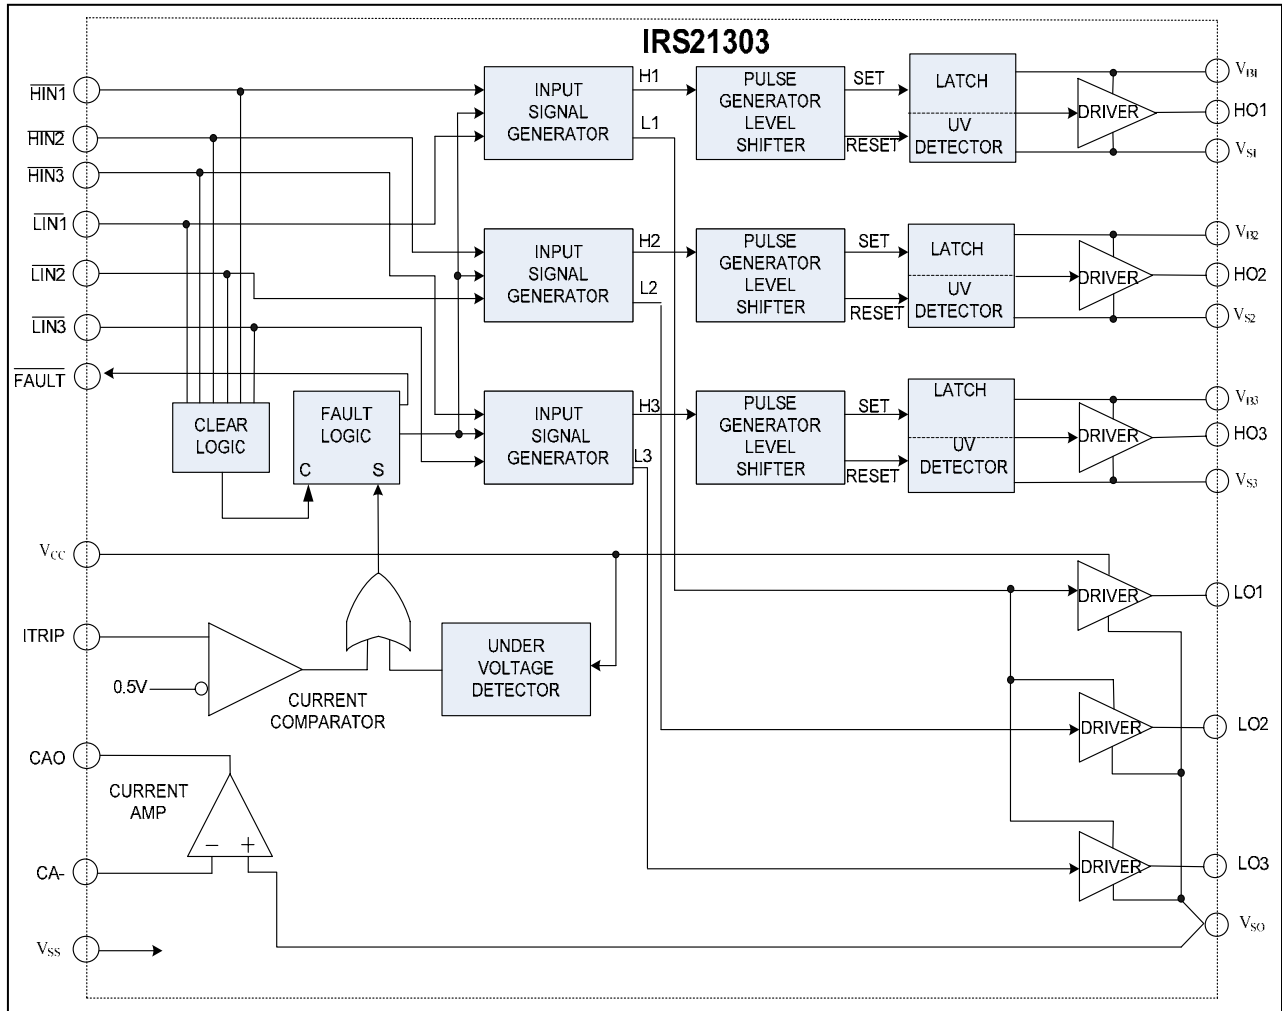 IRS21303
HIN1
HIN2
HIN3
LIN1
LIN2
LIN3
FAULT
VCC
ITRIP
0.5V
CAO
CA-
VSS
CLEAR
LOGIC
FAULT
LOGIC
C
S
INPUT
SIGNAL
GENERATOR
H1
L1
PULSE
GENERATOR
LEVEL
SHIFTER
SET
RESET
LATCH
UV
DETECTOR
DRIVER
VB1
HO1
VS1
INPUT
SIGNAL
GENERATOR
H2
L2
PULSE
GENERATOR
LEVEL
SHIFTER
SET
RESET
LATCH
UV
DETECTOR
DRIVER
VB2
HO2
VS2
INPUT
SIGNAL
GENERATOR
H3
L3
PULSE
GENERATOR
LEVEL
SHIFTER
SET
RESET
LATCH
UV
DETECTOR
DRIVER
VB3
HO3
VS3
CURRENT
COMPARATOR
UNDER
VOLTAGE
DETECTOR
CURRENT
AMP
-
+
DRIVER
LO1
DRIVER
LO2
DRIVER
LO3
VSO